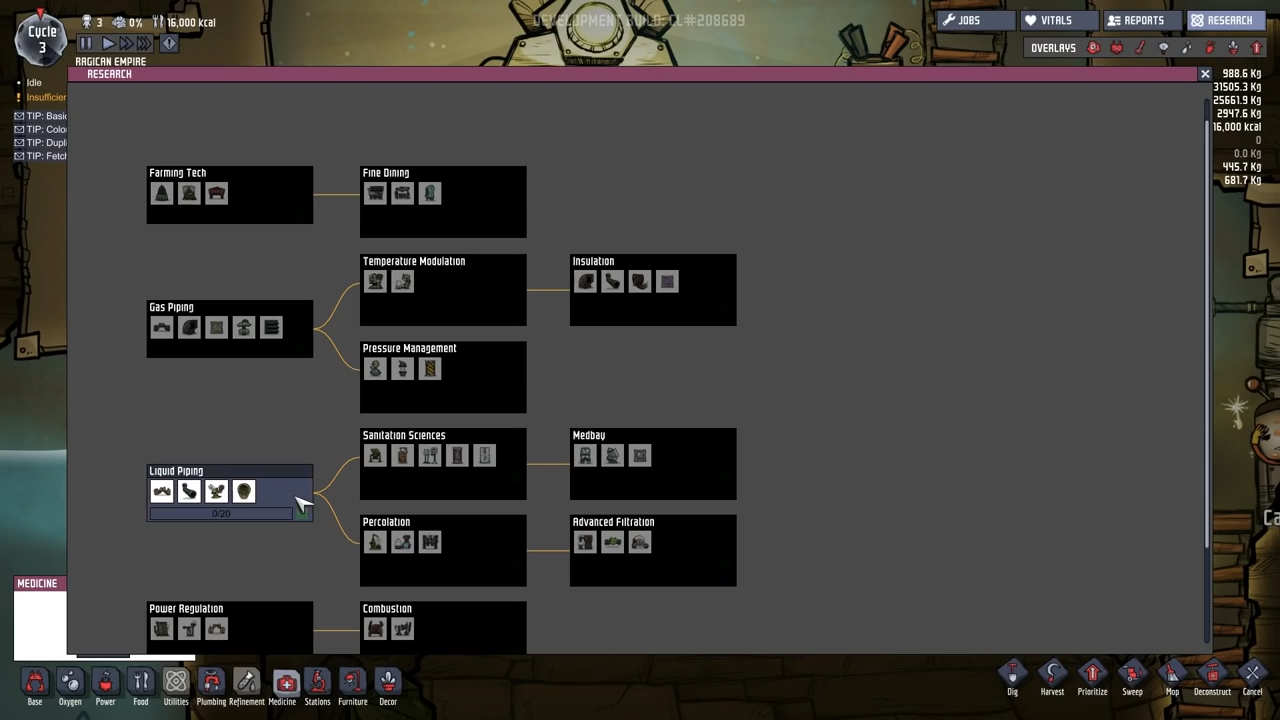 Cycle
3
3
0%
16,000 kcal
DEVELOPMENT BUILD: CL#208689
JOBS
VITALS
REPORTS
RESEARCH
RAGICAN EMPIRE
OVERLAYS
RESEARCH
Idle
Insufficien
TIP: Basic
TIP: Colo
TIP: Dupli
TIP: Fetch
988.6 Kg
31505.3 Kg
25661.9 Kg
2947.6 Kg
16,000 kcal
0
0.0 Kg
445.7 Kg
681.7 Kg
Farming Tech
Fine Dining
Temperature Modulation
Insulation
Gas Piping
Pressure Management
Sanitation Sciences
Medbay
Liquid Piping
0/20
Percolation
Advanced Filtration
Power Regulation
Combustion
MEDICINE
Ca
Base
Oxygen
Power
Food
Utilities
Plumbing
Refinement
Medicine
Stations
Furniture
Decor
Dig
Harvest
Prioritize
Sweep
Mop
Deconstruct
Cancel